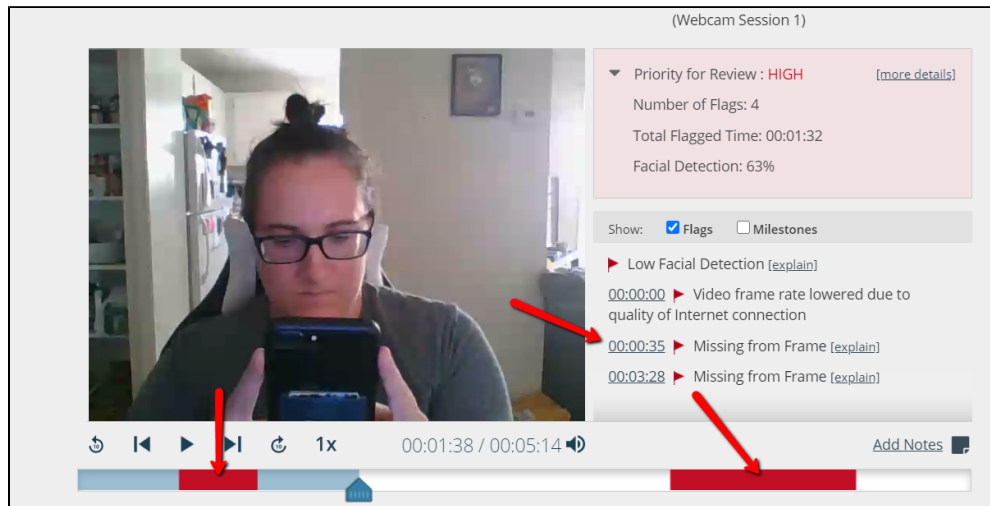 (Webcam Session 1)
Priority for Review : HIGH [more details]
Number of Flags: 4
Total Flagged Time: 00:01:32
Facial Detection: 63%
Show: Flags Milestones
Low Facial Detection [explain]
00:00:00 Video frame rate lowered due to
quality of Internet connection
00:00:35 Missing from Frame [explain]
00:03:28 Missing from Frame [explain]
10 10 1x 00:01:38 / 00:05:14 Add Notes